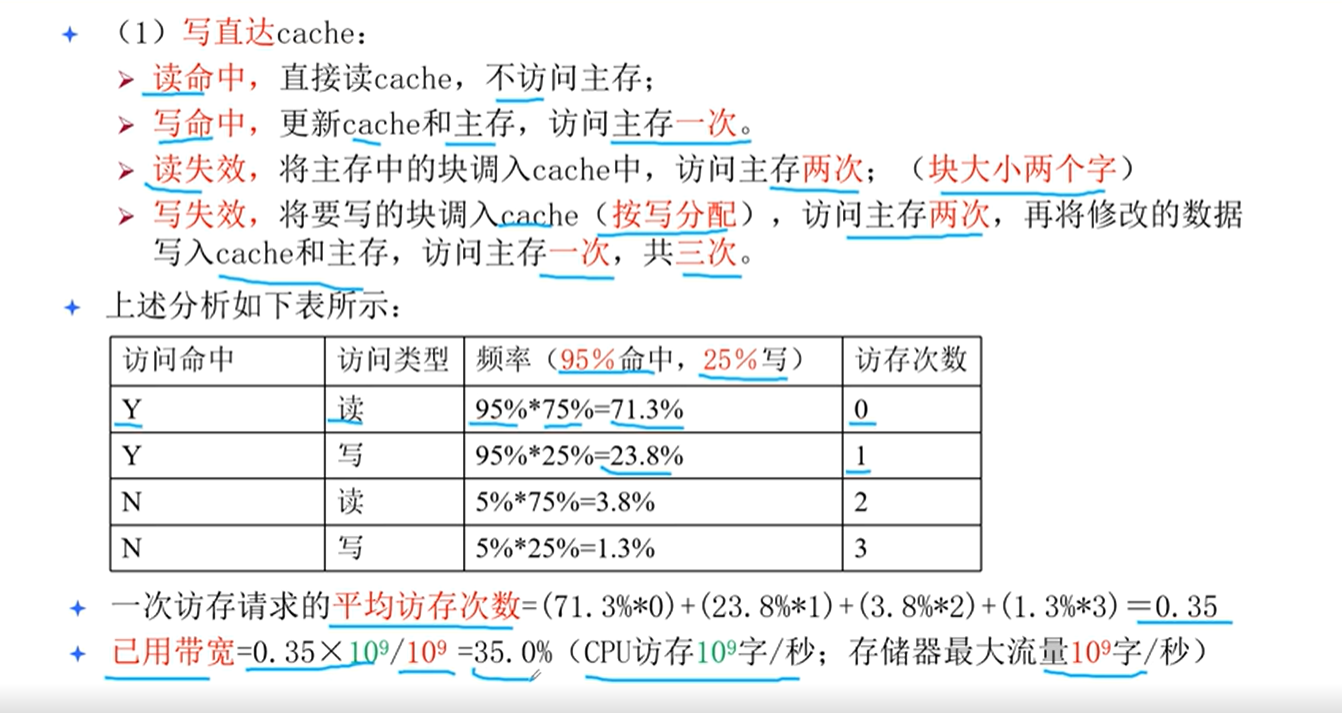 （1）写直达cache：
读命中，直接读cache，不访问主存；
写命中，更新cache和主存，访问主存一次。
读失效，将主存中的块调入cache中，访问主存两次；（块大小两个字）
写失效，将要写的块调入cache（按写分配），访问主存两次，再将修改的数据
写入cache和主存，访问主存一次，共三次。
上述分析如下表所示：
访问命中 访问类型 频率（95%命中，25%写） 访存次数
Y 读 95%*75%=71.3% 0
Y 写 95%*25%=23.8% 1
N 读 5%*75%=3.8% 2
N 写 5%*25%=1.3% 3
一次访存请求的平均访存次数=(71.3%*0)+(23.8%*1)+(3.8%*2)+(1.3%*3)＝0.35
已用带宽=0.35×10⁹/10⁹ =35.0%（CPU访存10⁹字/秒；存储器最大流量10⁹字/秒）